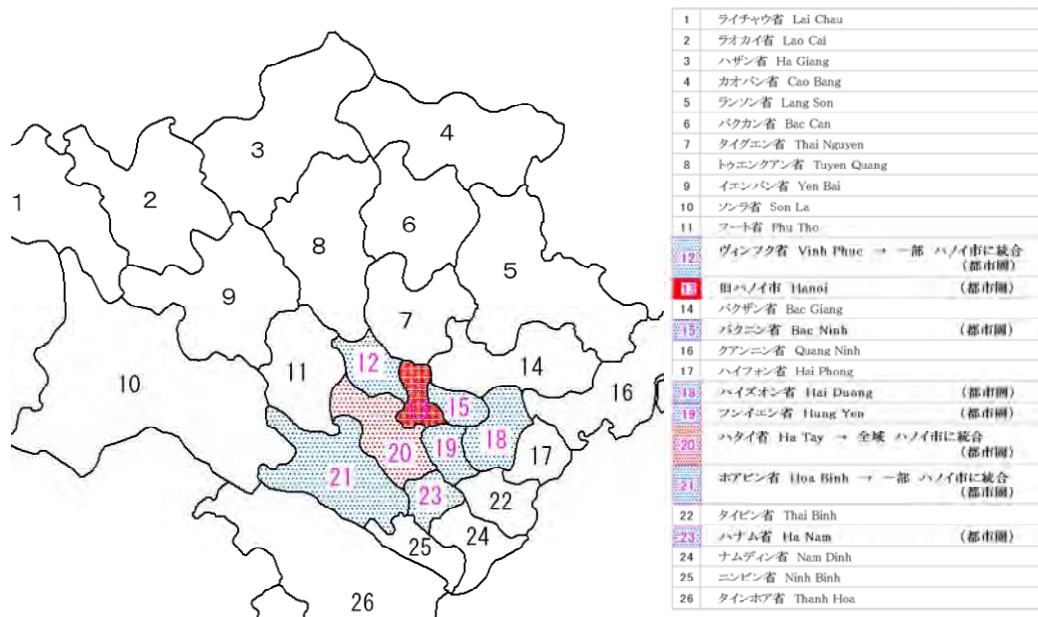 3
4
1
2
6
8
5
9
7
12
14
11
10
16
13
15
18
19
20
17
21
23
22
24
25
26
1 ライチャウ省 Lai Chau
2 ラオカイ省 Lao Cai
3 ハザン省 Ha Giang
4 カオバン省 Cao Bang
5 ランソン省 Lang Son
6 バクカン省 Bac Can
7 タイグエン省 Thai Nguyen
8 トゥエンクアン省 Tuyen Quang
9 イエンバン省 Yen Bai
10 ソンラ省 Son La
11 フート省 Phu Tho
12 ヴィンフク省 Vinh Phuc → 一部 ハノイ市に統合
(都市圏)
13 旧ハノイ市 Hanoi (都市圏)
14 バクザン省 Bac Giang
15 バクニン省 Bac Ninh (都市圏)
16 クアンニン省 Quang Ninh
17 ハイフォン省 Hai Phong
18 ハイズオン省 Hai Duong (都市圏)
19 フンイエン省 Hung Yen (都市圏)
20 ハタイ省 Ha Tay → 全域 ハノイ市に統合
(都市圏)
21 ホアビン省 Hoa Binh → 一部 ハノイ市に統合
(都市圏)
22 タイビン省 Thai Binh
23 ハナム省 Ha Nam (都市圏)
24 ナムディン省 Nam Dinh
25 ニンビン省 Ninh Binh
26 タインホア省 Thanh Hoa